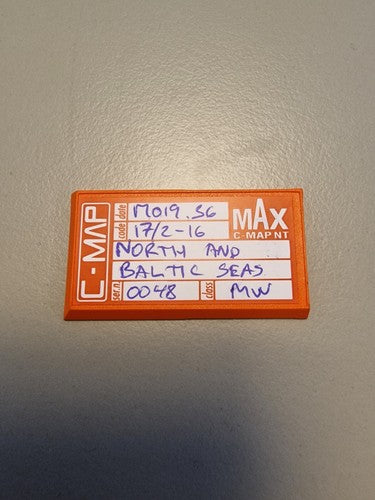 C-MAP
code M019.36
date 17/2-16
MAX
C-MAP NT
NORTH AND
BALTIC SEAS
ser.n 0048 class MW